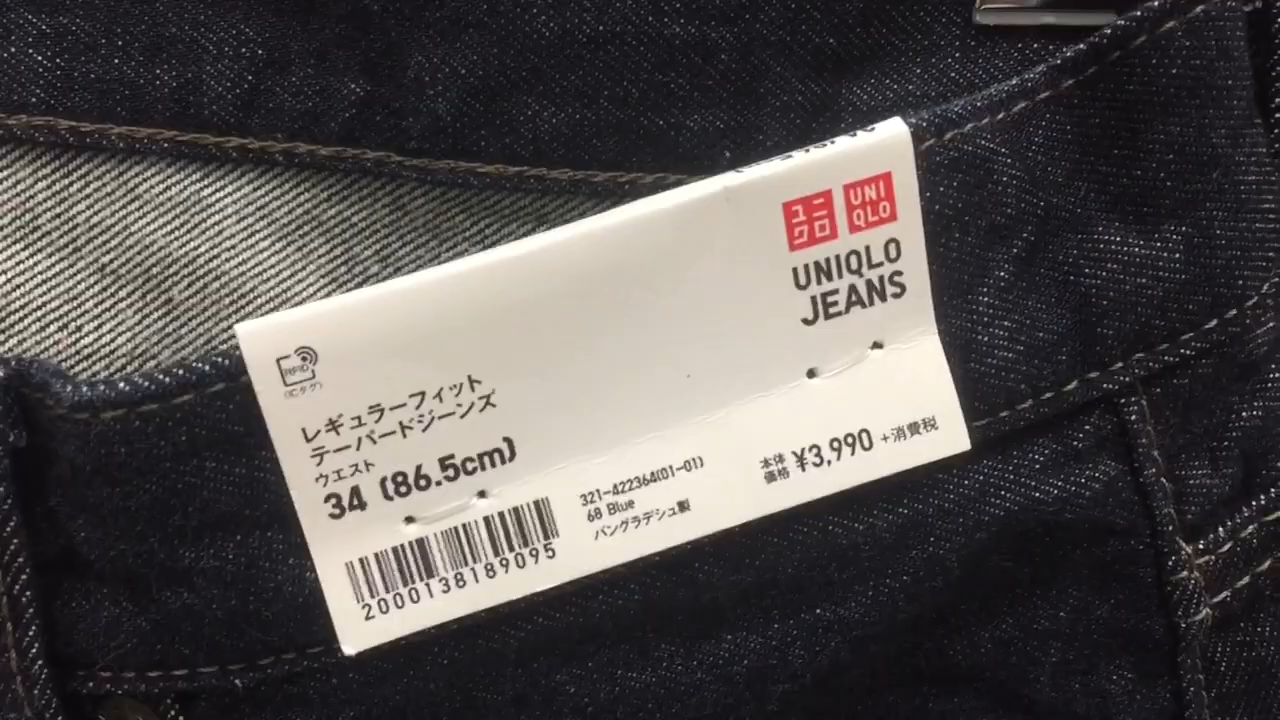 ユニ
クロ
UNI
QLO
UNIQLO
JEANS
RFID
(ICタグ)
レギュラーフィット
テーパードジーンズ
ウエスト
34 (86.5cm)
2000138189095
321-422364(01-01)
68 Blue
バングラデシュ製
本体
価格 ¥3,990 +消費税